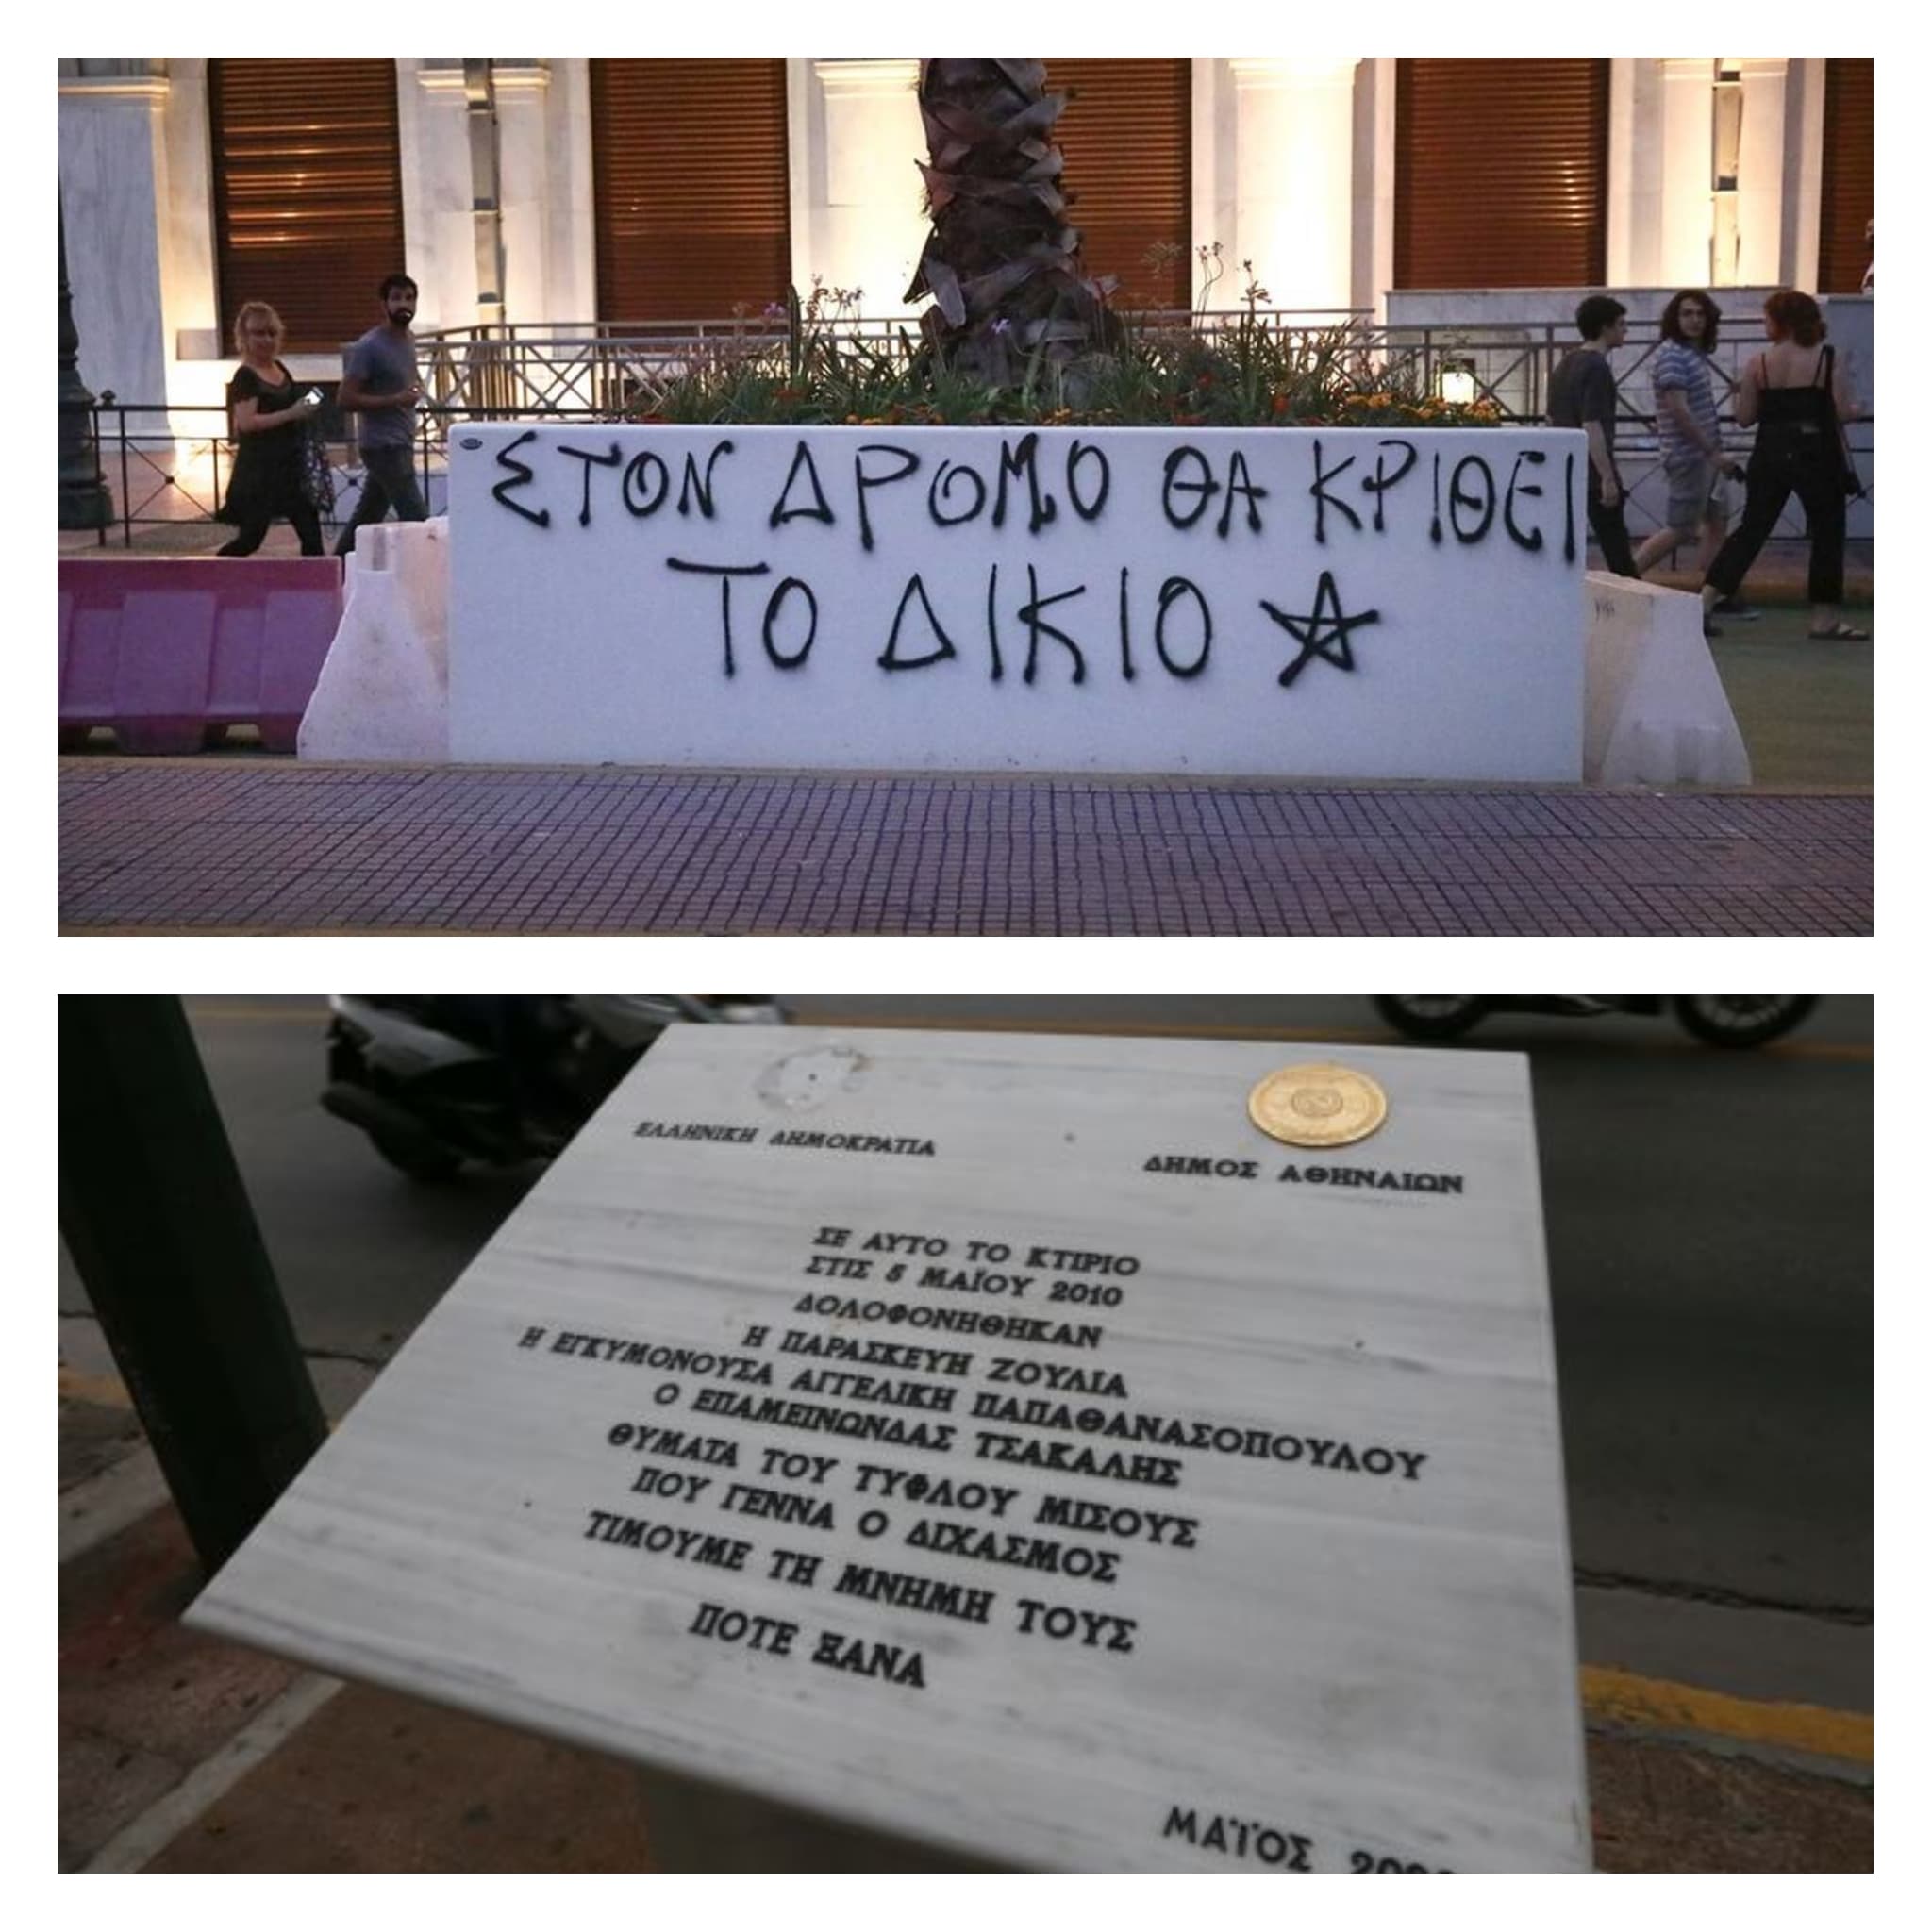 ΣΤΟΝ ΔΡΟΜΟ ΘΑ ΚΡΙΘΕΙ
ΤΟ ΔΙΚΙΟ
ΕΛΛΗΝΙΚΗ ΔΗΜΟΚΡΑΤΙΑ
ΔΗΜΟΣ ΑΘΗΝΑΙΩΝ
ΣΕ ΑΥΤΟ ΤΟ ΚΤΙΡΙΟ
ΣΤΙΣ 5 ΜΑΪΟΥ 2010
ΔΟΛΟΦΟΝΗΘΗΚΑΝ
Η ΠΑΡΑΣΚΕΥΗ ΖΟΥΛΙΑ
Η ΕΓΚΥΜΟΝΟΥΣΑ ΑΓΓΕΛΙΚΗ ΠΑΠΑΘΑΝΑΣΟΠΟΥΛΟΥ
Ο ΕΠΑΜΕΙΝΩΝΔΑΣ ΤΣΑΚΑΛΗΣ
ΘΥΜΑΤΑ ΤΟΥ ΤΥΦΛΟΥ ΜΙΣΟΥΣ
ΠΟΥ ΓΕΝΝΑ Ο ΔΙΧΑΣΜΟΣ
ΤΙΜΟΥΜΕ ΤΗ ΜΝΗΜΗ ΤΟΥΣ
ΠΟΤΕ ΞΑΝΑ
ΜΑΪΟΣ